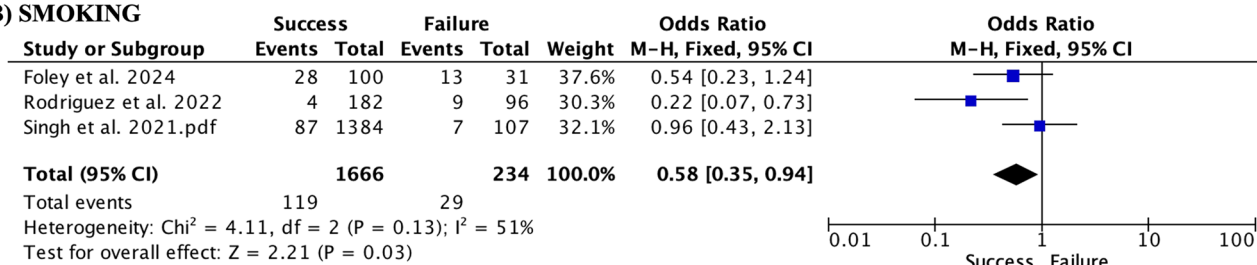 3) SMOKING
Success Failure Odds Ratio Odds Ratio
Study or Subgroup Events Total Events Total Weight M-H, Fixed, 95% CI M-H, Fixed, 95% CI
Foley et al. 2024 28 100 13 31 37.6% 0.54 [0.23, 1.24]
Rodriguez et al. 2022 4 182 9 96 30.3% 0.22 [0.07, 0.73]
Singh et al. 2021.pdf 87 1384 7 107 32.1% 0.96 [0.43, 2.13]
Total (95% CI) 1666 234 100.0% 0.58 [0.35, 0.94]
Total events 119 29
Heterogeneity: Chi² = 4.11, df = 2 (P = 0.13); I² = 51%
Test for overall effect: Z = 2.21 (P = 0.03)
0.01 0.1 1 10 100
Success Failure